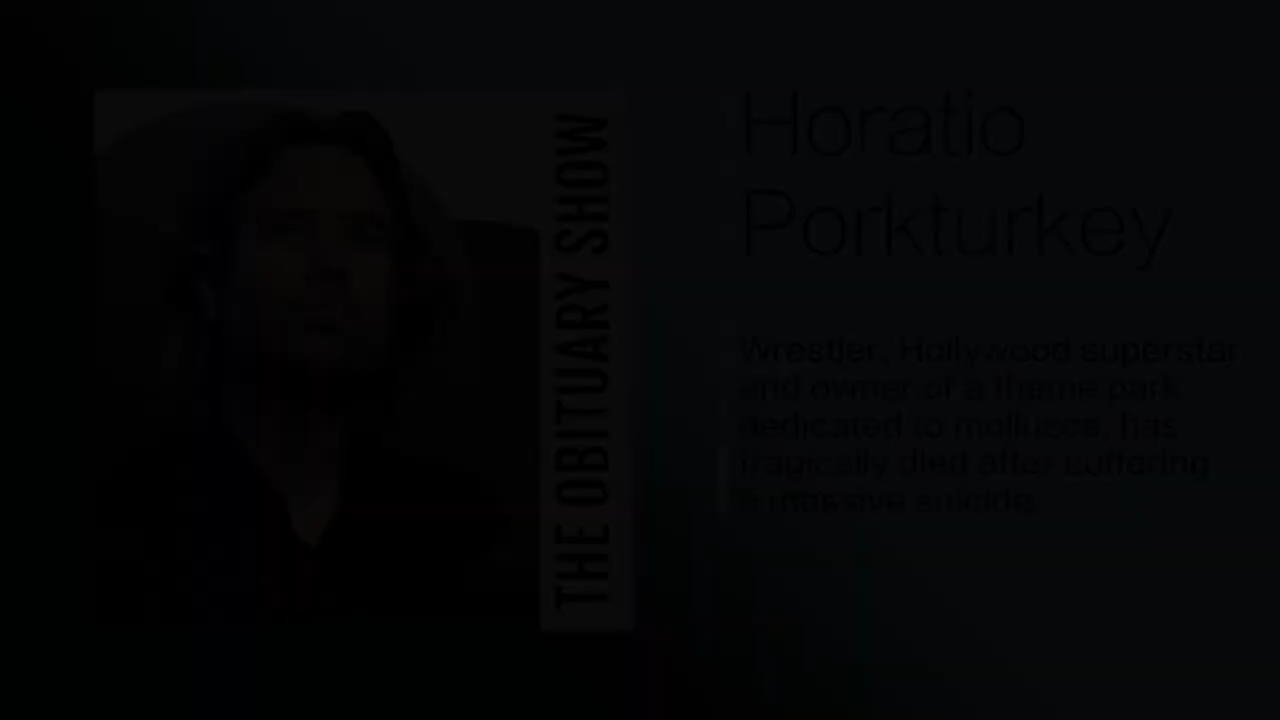 THE OBITUARY SHOW
Horatio
Porkturkey
Wrestler, Hollywood superstar
and owner of a theme park
dedicated to molluscs, has
tragically died after suffering
a massive suicide.